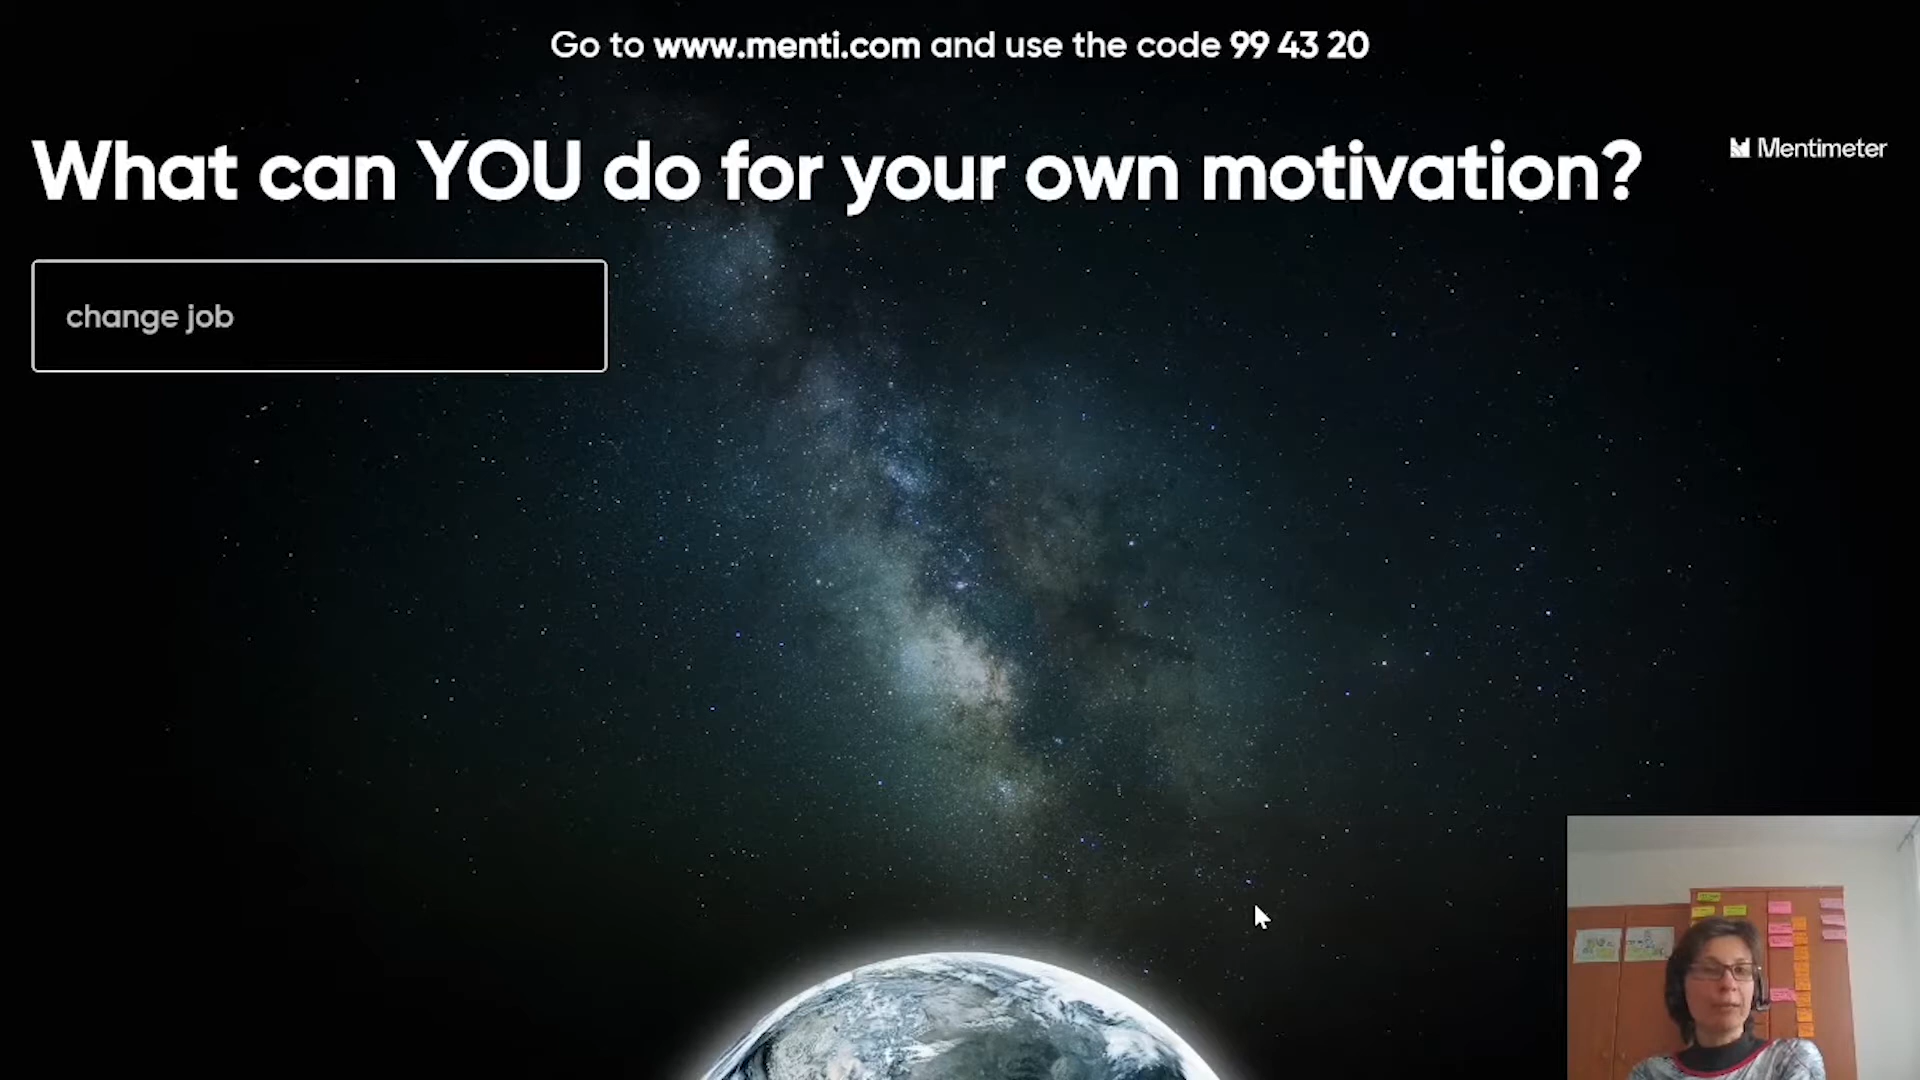 Go to www.menti.com and use the code 99 43 20
What can YOU do for your own motivation?
Mentimeter
change job